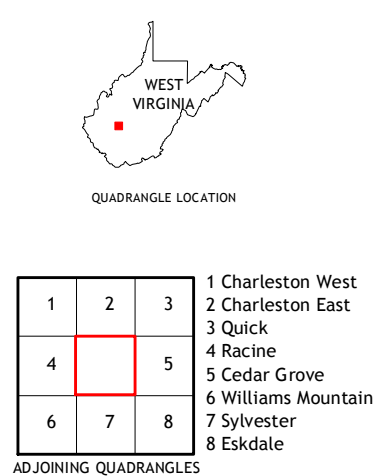 WEST
VIRGINIA
QUADRANGLE LOCATION
1 2 3
4 5
6 7 8
1 Charleston West
2 Charleston East
3 Quick
4 Racine
5 Cedar Grove
6 Williams Mountain
7 Sylvester
8 Eskdale
ADJOINING QUADRANGLES